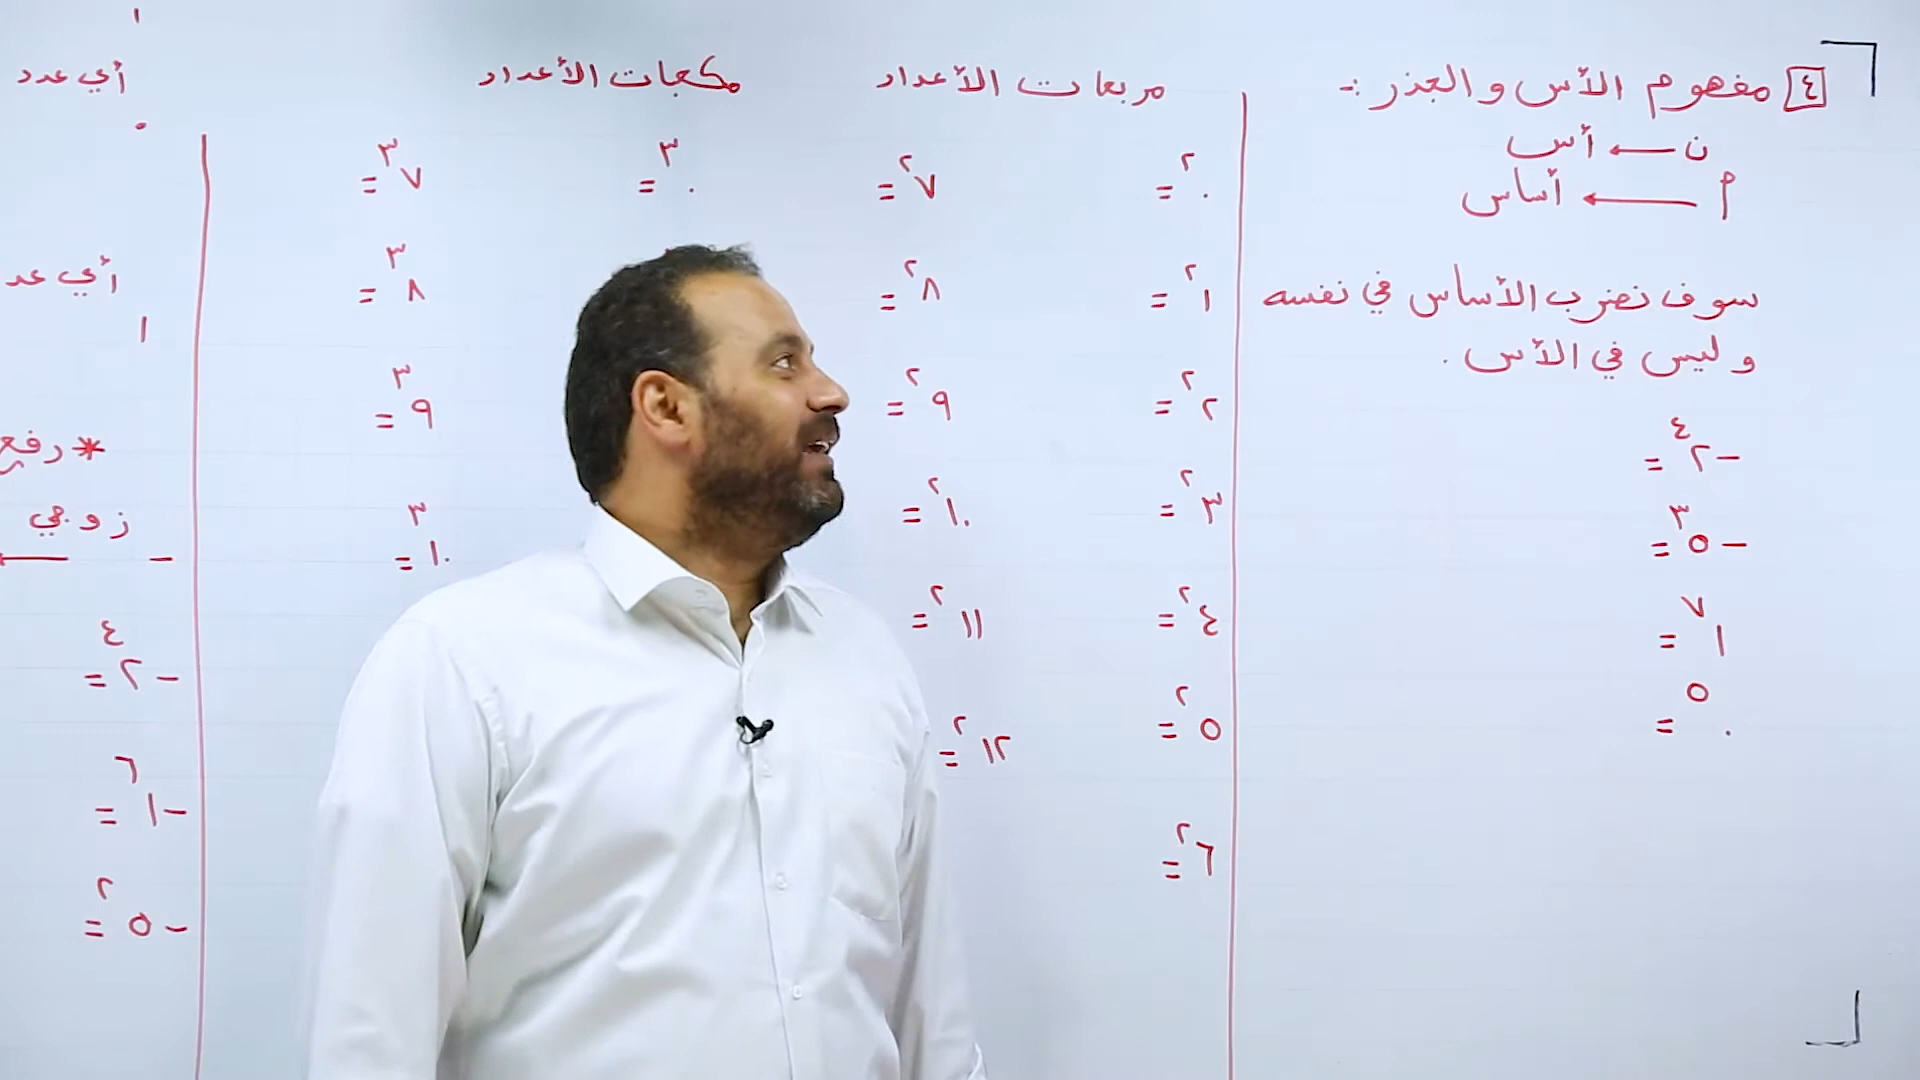 ٤ مفهوم الأس والجذر :-
ن ← أس
م ← أساس
سوف نضرب الأساس في نفسه
وليس في الأس .
-٢^٤ =
-٥^٣ =
١^٧ =
٠^٥ =
مربعات الأعداد
٠^٢ = ٧^٢ =
١^٢ = ٨^٢ =
٢^٢ = ٩^٢ =
٣^٢ = ١٠^٢ =
٤^٢ = ١١^٢ =
٥^٢ = ١٢^٢ =
٦^٢ =
مكعبات الأعداد
٠^٣ = ٧^٣ =
٨^٣ =
٩^٣ =
١٠^٣ =
أي عدد
٠
أي
١
* رفع
زوجي
- ←
-٢^٤ =
-١^٦ =
-٥^٢ =